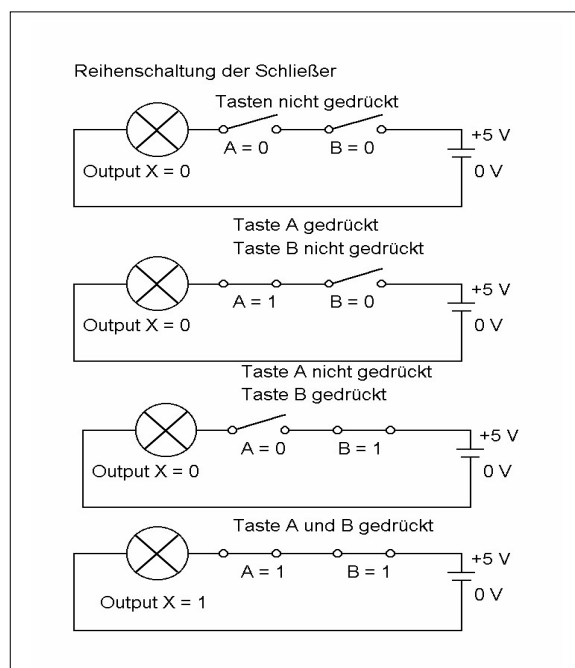 Reihenschaltung der Schließer
Tasten nicht gedrückt
+5 V
A = 0 B = 0
Output X = 0
0 V
Taste A gedrückt
Taste B nicht gedrückt
+5 V
A = 1 B = 0
Output X = 0
0 V
Taste A nicht gedrückt
Taste B gedrückt
+5 V
A = 0 B = 1
Output X = 0
0 V
Taste A und B gedrückt
+5 V
A = 1 B = 1
0 V
Output X = 1